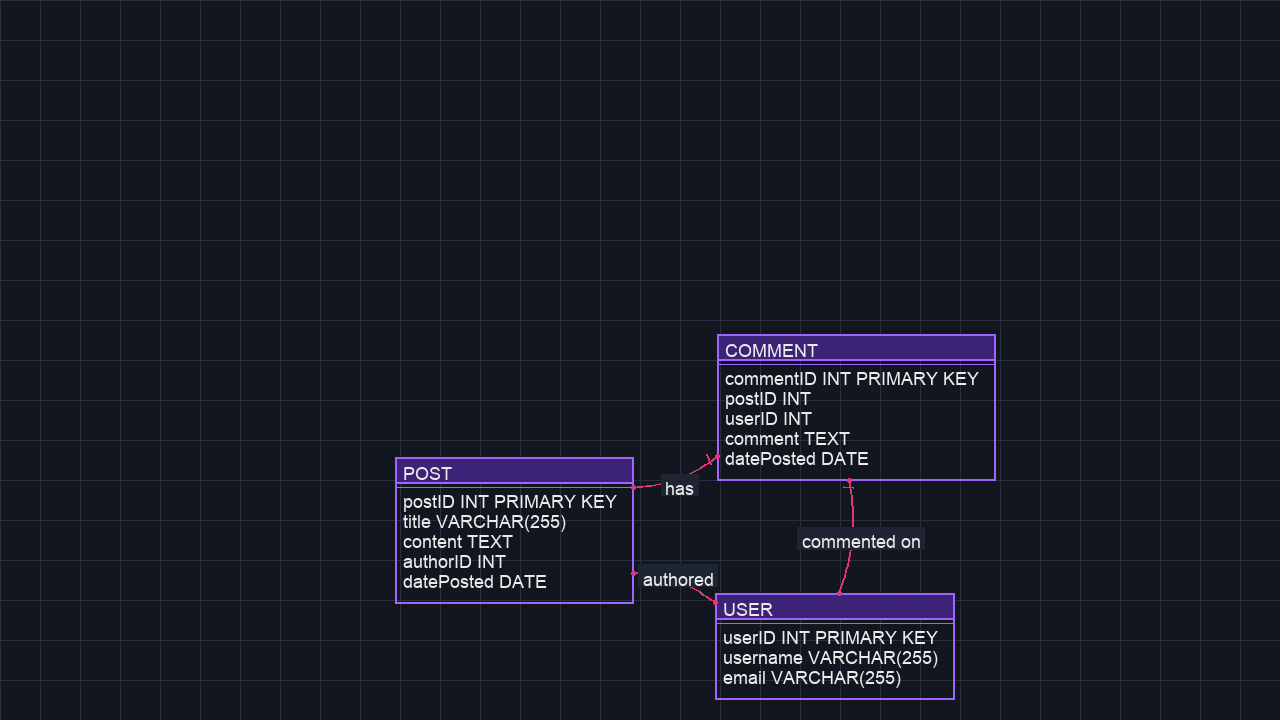 COMMENT
commentID INT PRIMARY KEY
postID INT
userID INT
comment TEXT
datePosted DATE
POST
postID INT PRIMARY KEY
title VARCHAR(255)
content TEXT
authorID INT
datePosted DATE
has
commented on
authored
USER
userID INT PRIMARY KEY
username VARCHAR(255)
email VARCHAR(255)